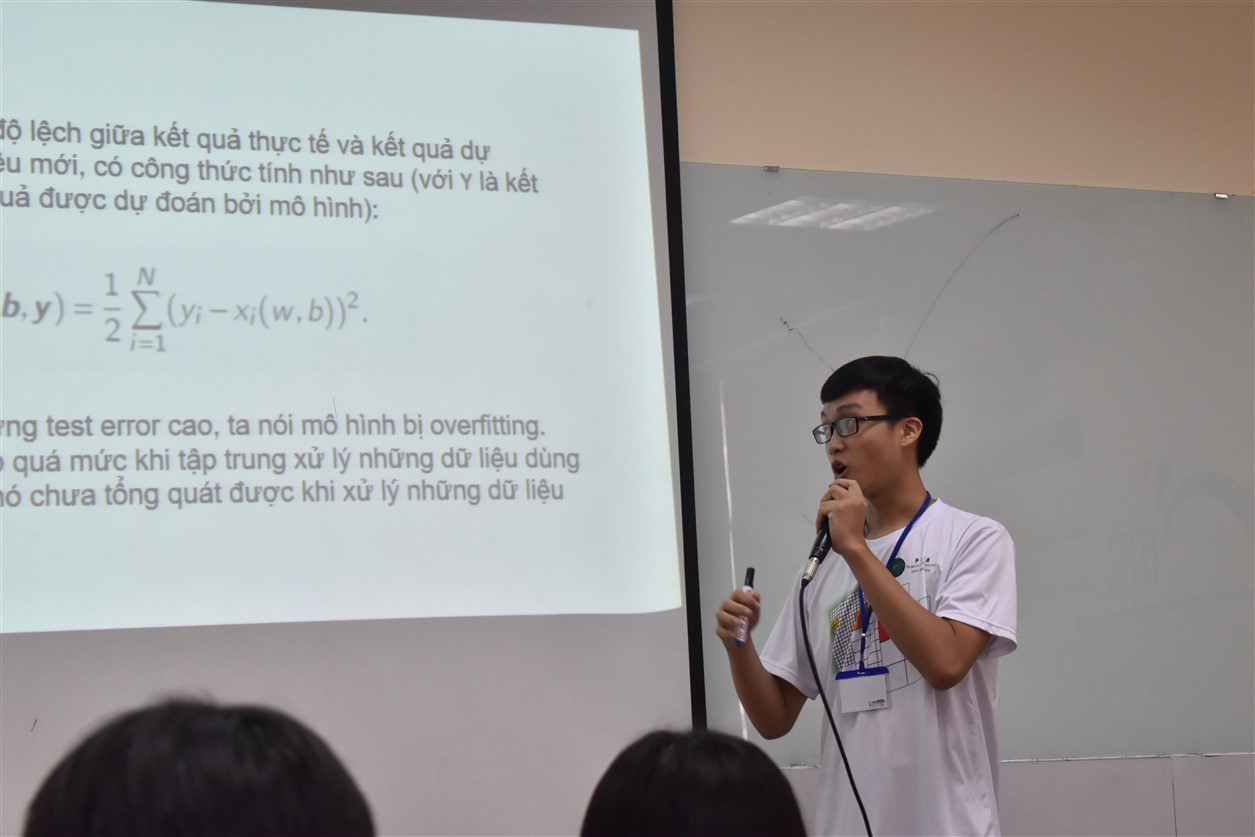 độ lệch giữa kết quả thực tế và kết quả dự
ệu mới, có công thức tính như sau (với Y là kết
uả được dự đoán bởi mô hình):
b, y) = 1/2 ∑_{i=1}^{N} (y_i − x_i(w, b))².
ưng test error cao, ta nói mô hình bị overfitting.
quá mức khi tập trung xử lý những dữ liệu dùng
nó chưa tổng quát được khi xử lý những dữ liệu